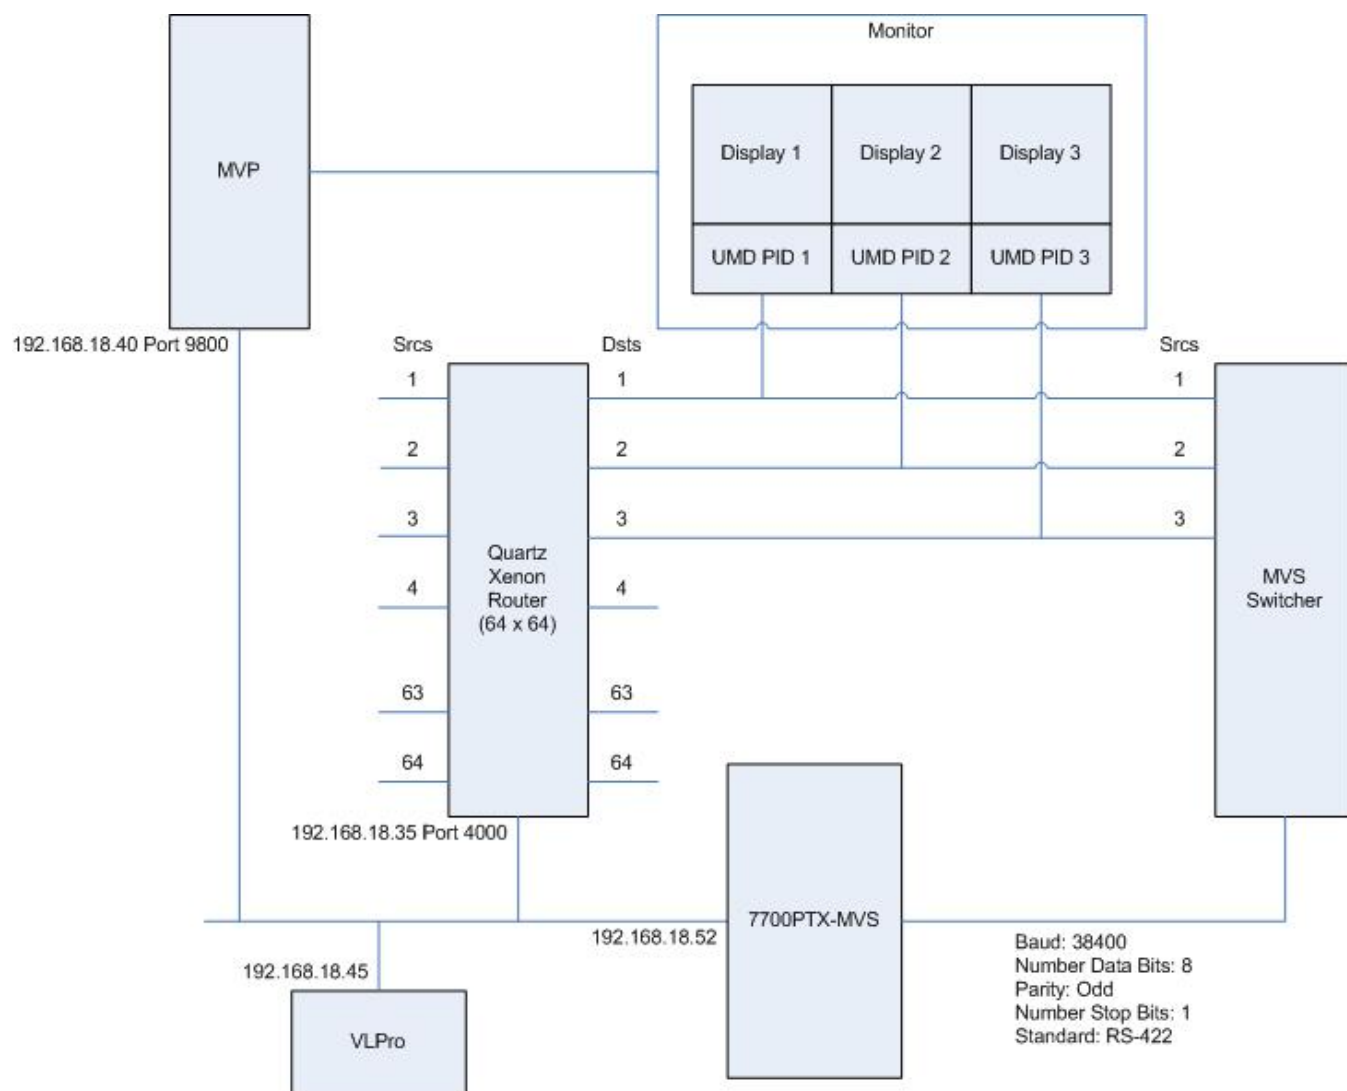 Monitor
MVP
Display 1
Display 2
Display 3
UMD PID 1
UMD PID 2
UMD PID 3
192.168.18.40 Port 9800
Srcs
Dsts
Srcs
1
1
1
2
2
2
3
3
3
Quartz
Xenon
Router
(64 x 64)
MVS
Switcher
4
4
63
63
64
64
192.168.18.35 Port 4000
7700PTX-MVS
192.168.18.52
192.168.18.45
VLPro
Baud: 38400
Number Data Bits: 8
Parity: Odd
Number Stop Bits: 1
Standard: RS-422